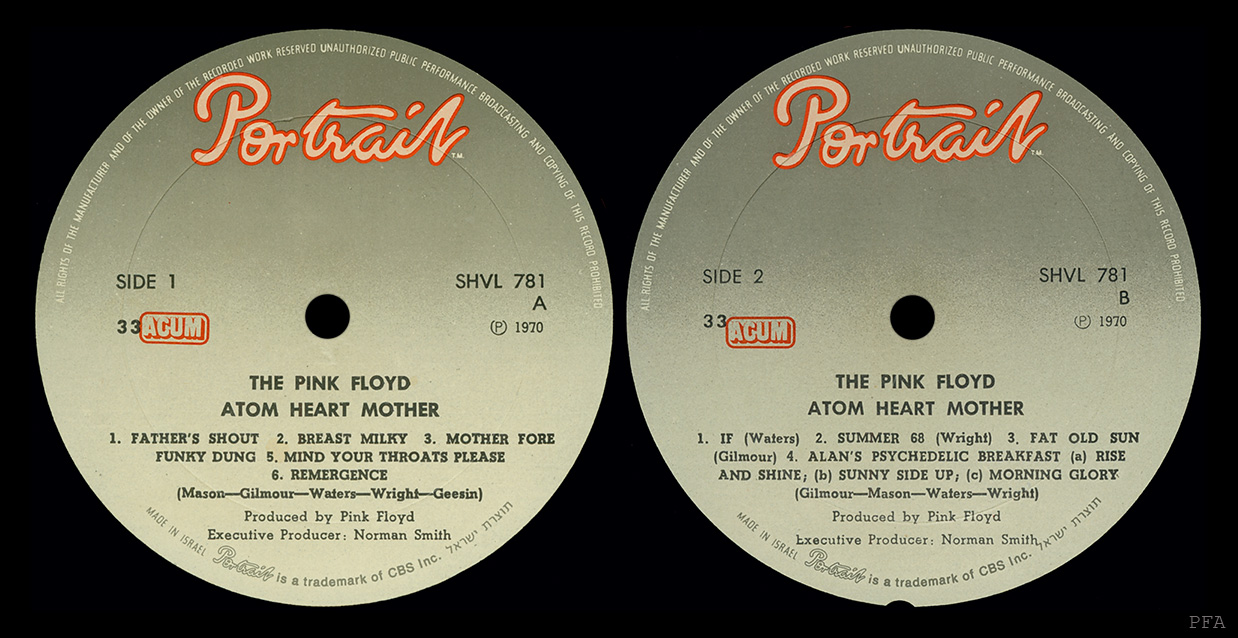 ALL RIGHTS OF THE MANUFACTURER AND OF THE OWNER OF THE RECORDED WORK RESERVED UNAUTHORIZED PUBLIC PERFORMANCE BROADCASTING AND COPYING OF THIS RECORD PROHIBITED
Portrait
T.M.
SIDE 1
SHVL 781
A
33 ACUM
Ⓟ 1970
THE PINK FLOYD
ATOM HEART MOTHER
1. FATHER'S SHOUT 2. BREAST MILKY 3. MOTHER FORE
FUNKY DUNG 5. MIND YOUR THROATS PLEASE
6. REMERGENCE
(Mason—Gilmour—Waters—Wright—Geesin)
Produced by Pink Floyd
Executive Producer: Norman Smith
MADE IN ISRAEL Portrait is a trademark of CBS Inc. תוצרת ישראל
ALL RIGHTS OF THE MANUFACTURER AND OF THE OWNER OF THE RECORDED WORK RESERVED UNAUTHORIZED PUBLIC PERFORMANCE BROADCASTING AND COPYING OF THIS RECORD PROHIBITED
Portrait
T.M.
SIDE 2
SHVL 781
B
33 ACUM
Ⓟ 1970
THE PINK FLOYD
ATOM HEART MOTHER
1. IF (Waters) 2. SUMMER 68 (Wright) 3. FAT OLD SUN
(Gilmour) 4. ALAN'S PSYCHEDELIC BREAKFAST (a) RISE
AND SHINE; (b) SUNNY SIDE UP; (c) MORNING GLORY
(Gilmour—Mason—Waters—Wright)
Produced by Pink Floyd
Executive Producer: Norman Smith
MADE IN ISRAEL Portrait is a trademark of CBS Inc. תוצרת ישראל
PFA